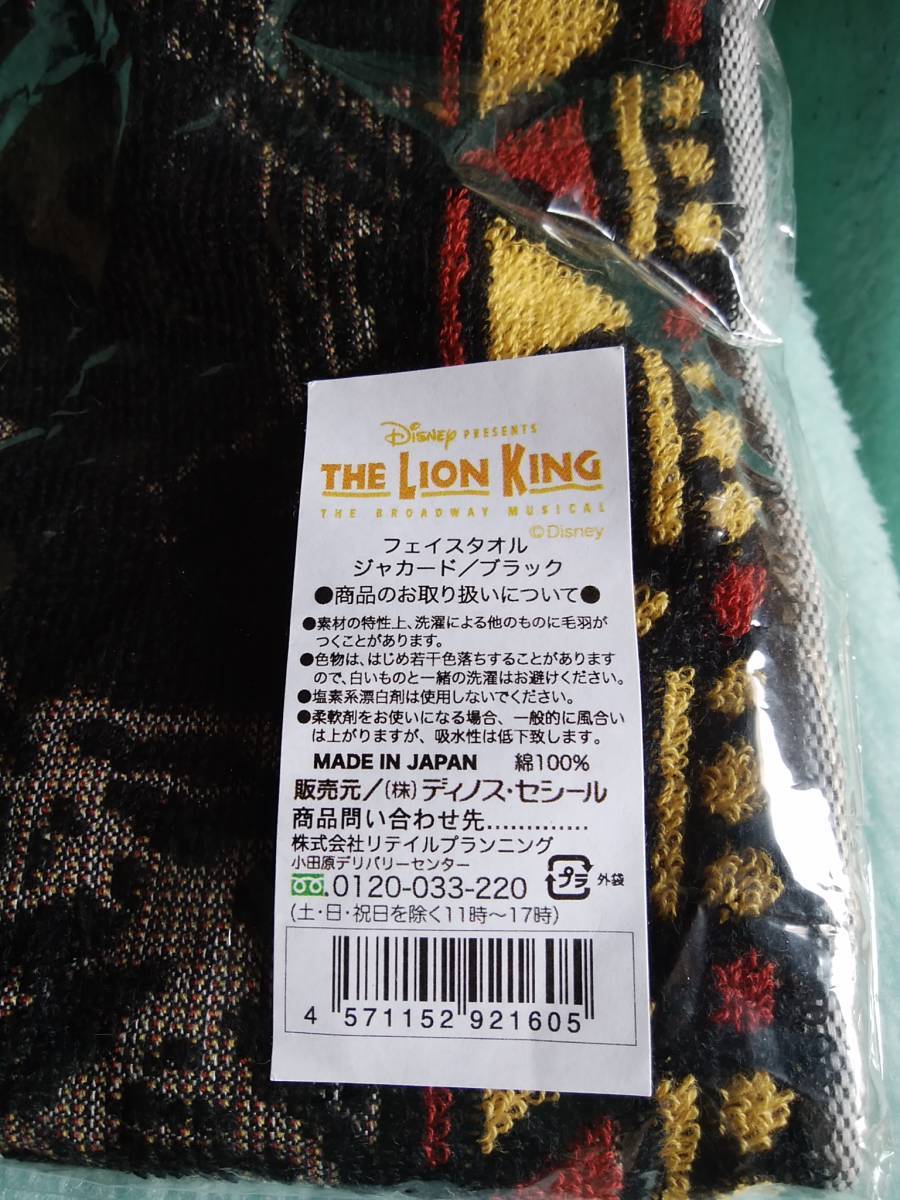 Disney PRESENTS
THE LION KING
THE BROADWAY MUSICAL
©Disney
フェイスタオル
ジャカード/ブラック
●商品のお取り扱いについて●
●素材の特性上、洗濯による他のものに毛羽が
つくことがあります。
●色物は、はじめ若干色落ちすることがあります
ので、白いものと一緒の洗濯はお避けください。
●塩素系漂白剤は使用しないでください。
●柔軟剤をお使いになる場合、一般的に風合い
は上がりますが、吸水性は低下致します。
MADE IN JAPAN 綿100%
販売元/(株)ディノス・セシール
商品問い合わせ先.............
株式会社リテイルプランニング
小田原デリバリーセンター
0120-033-220 プラ 外袋
(土・日・祝日を除く11時〜17時)
4 571152 921605